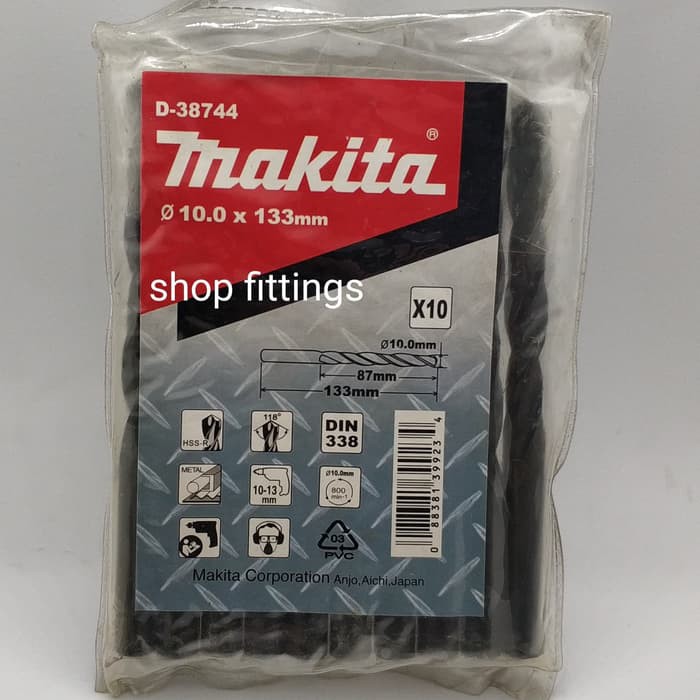 D-38744
makita®
Ø 10.0 x 133mm
shop fittings
X10
Ø10.0mm
87mm
133mm
HSS-R
118°
DIN
338
METAL
10-13
mm
Ø10.0mm
800
min-1
03
PVC
0 88381 39923 4
Makita Corporation Anjo,Aichi,Japan